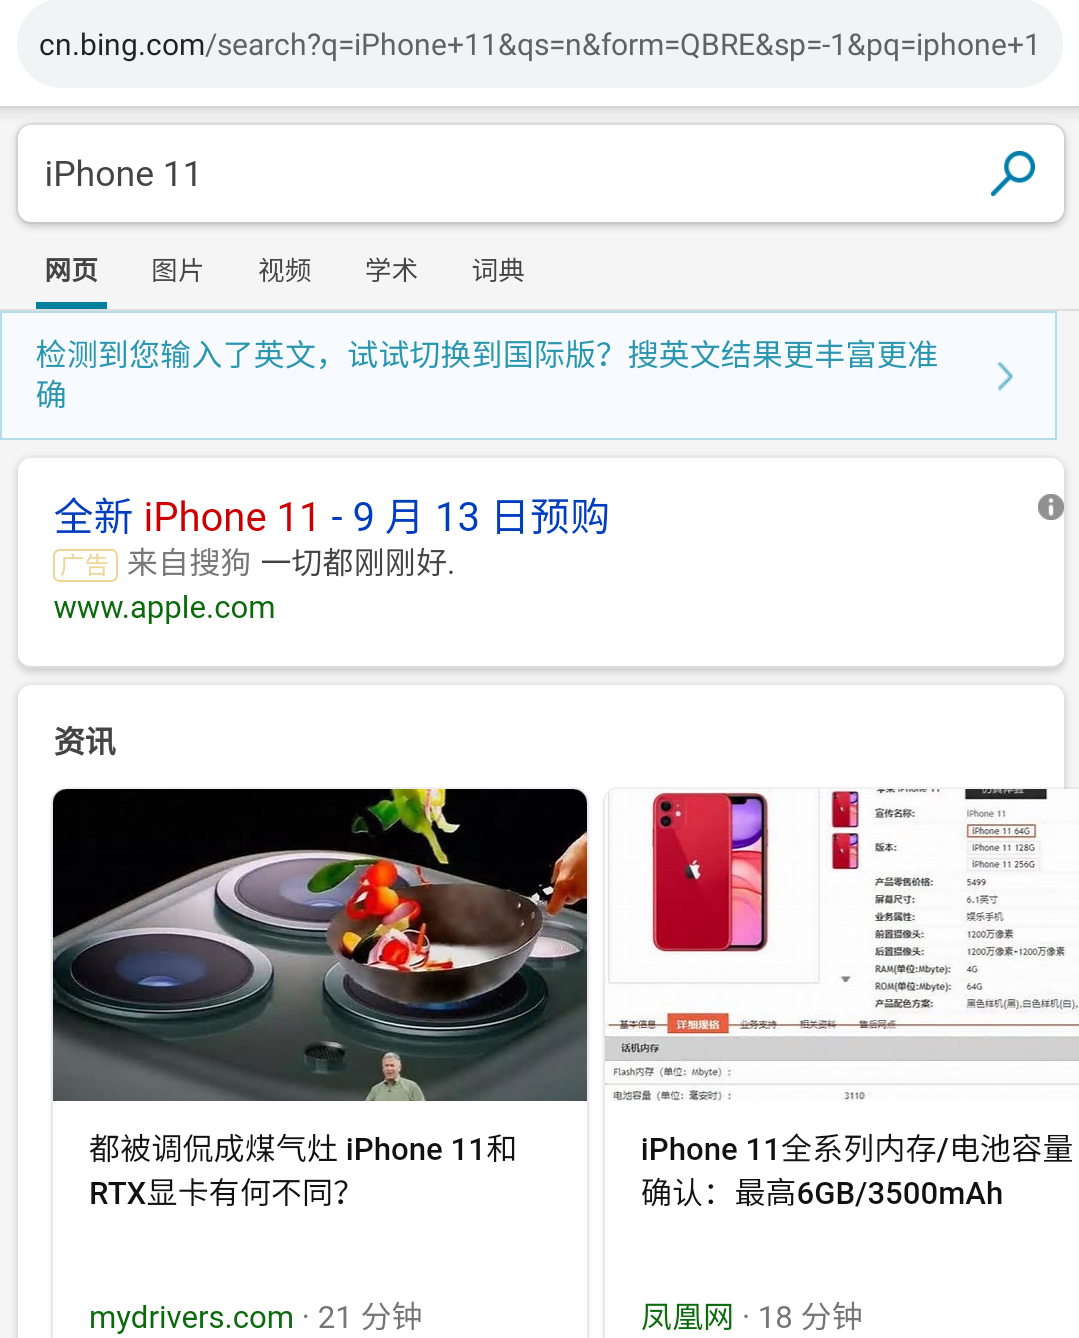 cn.bing.com/search?q=iPhone+11&qs=n&form=QBRE&sp=-1&pq=iphone+1
iPhone 11
网页 图片 视频 学术 词典
检测到您输入了英文，试试切换到国际版？搜英文结果更丰富更准
确
全新 iPhone 11 - 9 月 13 日预购
广告 来自搜狗 一切都刚刚好.
www.apple.com
资讯
宣传名称: iPhone 11
版本: iPhone 11 64G
iPhone 11 128G
iPhone 11 256G
产品零售价格: 5499
屏幕尺寸: 6.1英寸
业务属性: 娱乐手机
前置摄像头: 1200万像素
后置摄像头: 1200万像素+1200万像素
RAM(单位:Mbyte): 4G
ROM(单位:Mbyte): 64G
产品配色方案: 黑色样机(黑),白色样机(白),
基本信息 详细规格 业务支持 相关资料 售后网点
话机内存
Flash内存（单位：Mbyte）:
电池容量（单位：毫安时）: 3110
都被调侃成煤气灶 iPhone 11和
RTX显卡有何不同？
mydrivers.com · 21 分钟
iPhone 11全系列内存/电池容量
确认：最高6GB/3500mAh
凤凰网 · 18 分钟